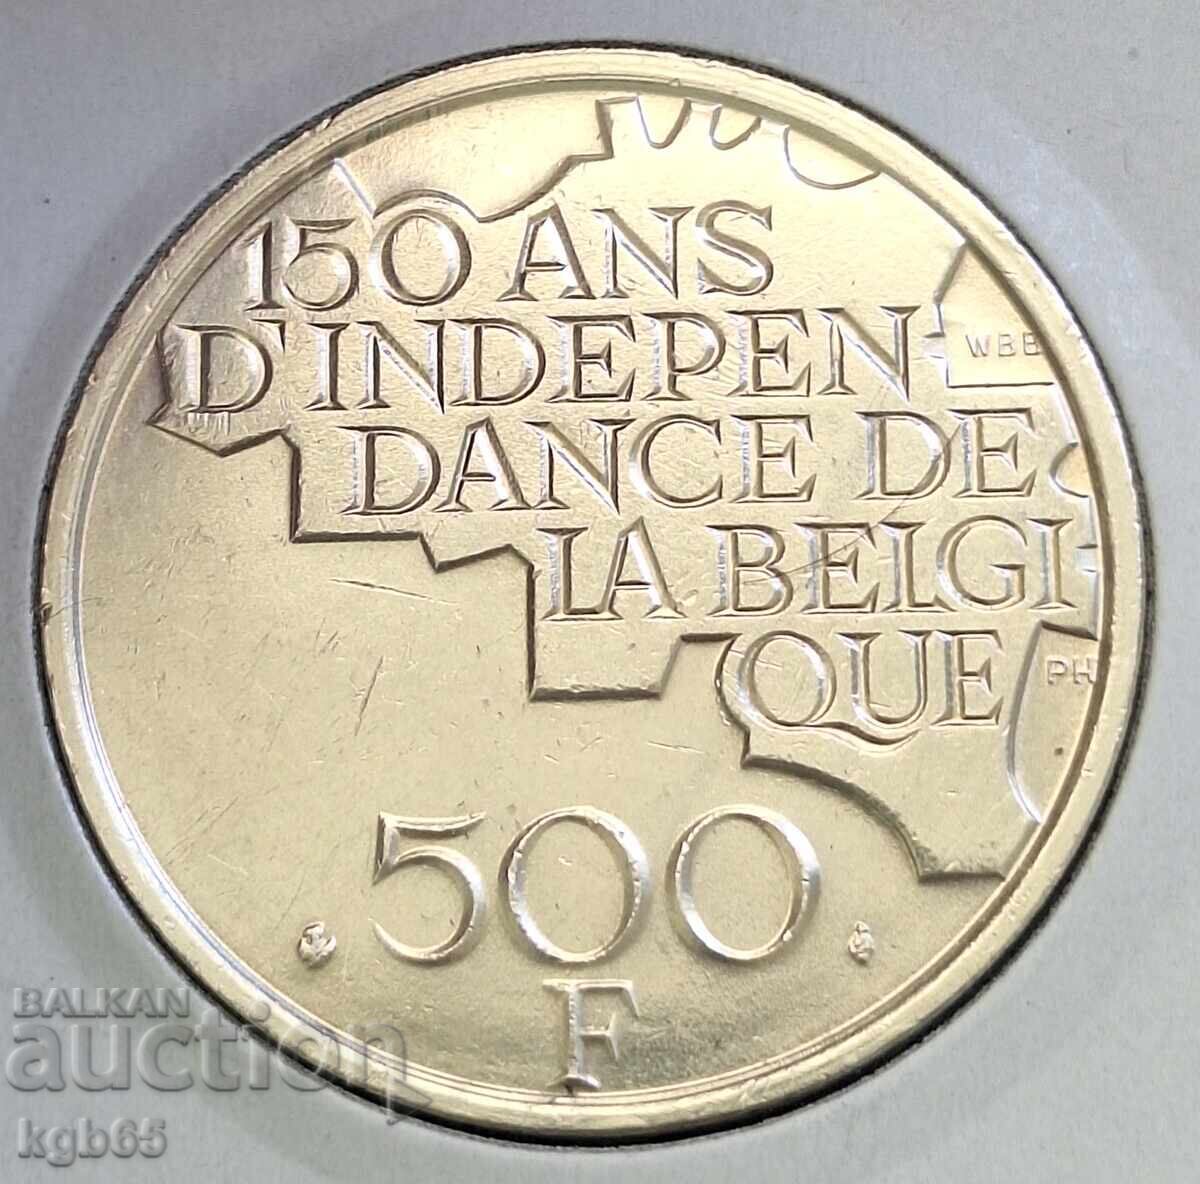 150 ANS
D'INDEPEN
WBB
DANCE DE
LA BELGI
QUE
PH
500
F
BALKAN
auction
kgb65